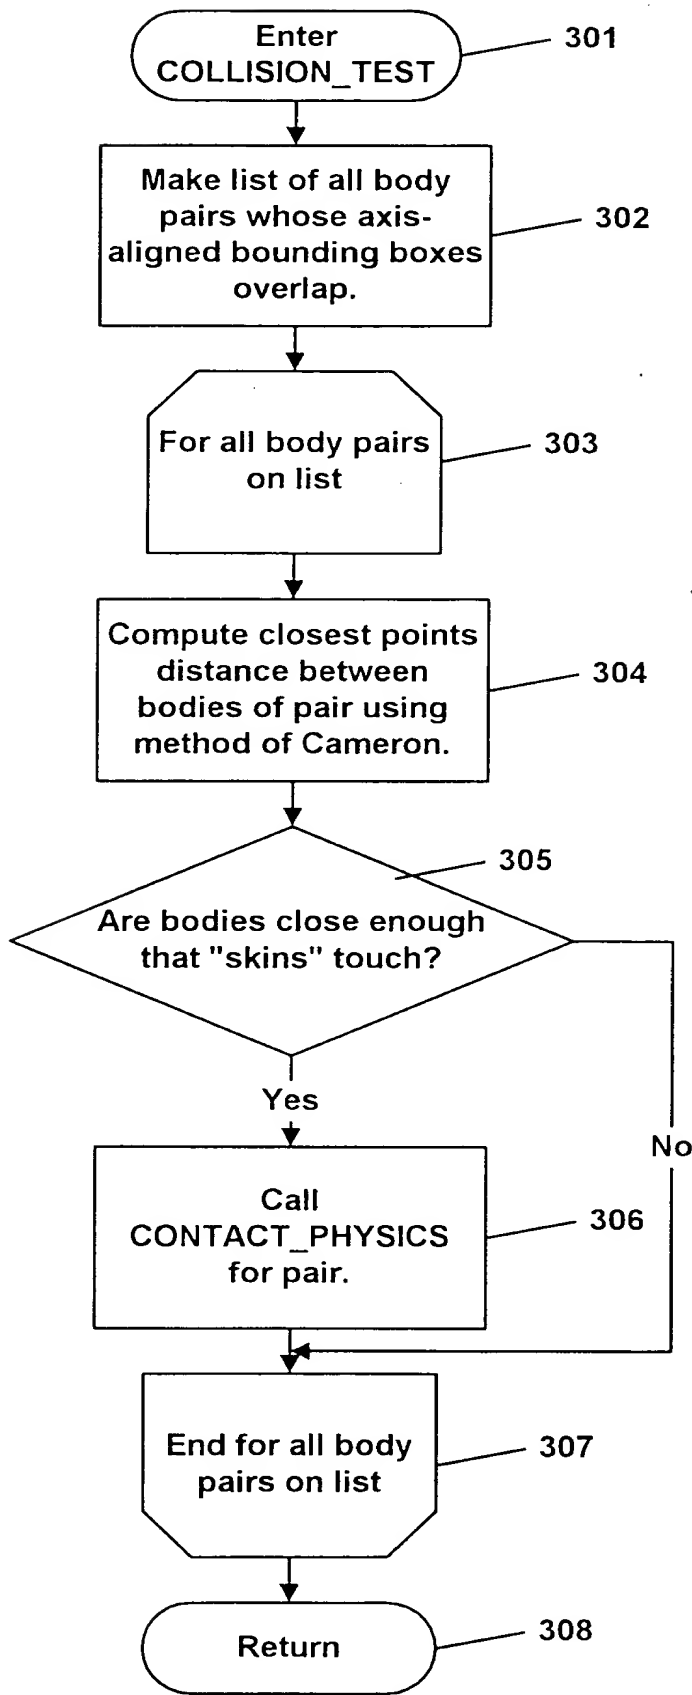 Enter
COLLISION_TEST
301
Make list of all body
pairs whose axis-
aligned bounding boxes
overlap.
302
For all body pairs
on list
303
Compute closest points
distance between
bodies of pair using
method of Cameron.
304
305
Are bodies close enough
that "skins" touch?
Yes
No
Call
CONTACT_PHYSICS
for pair.
306
End for all body
pairs on list
307
Return
308